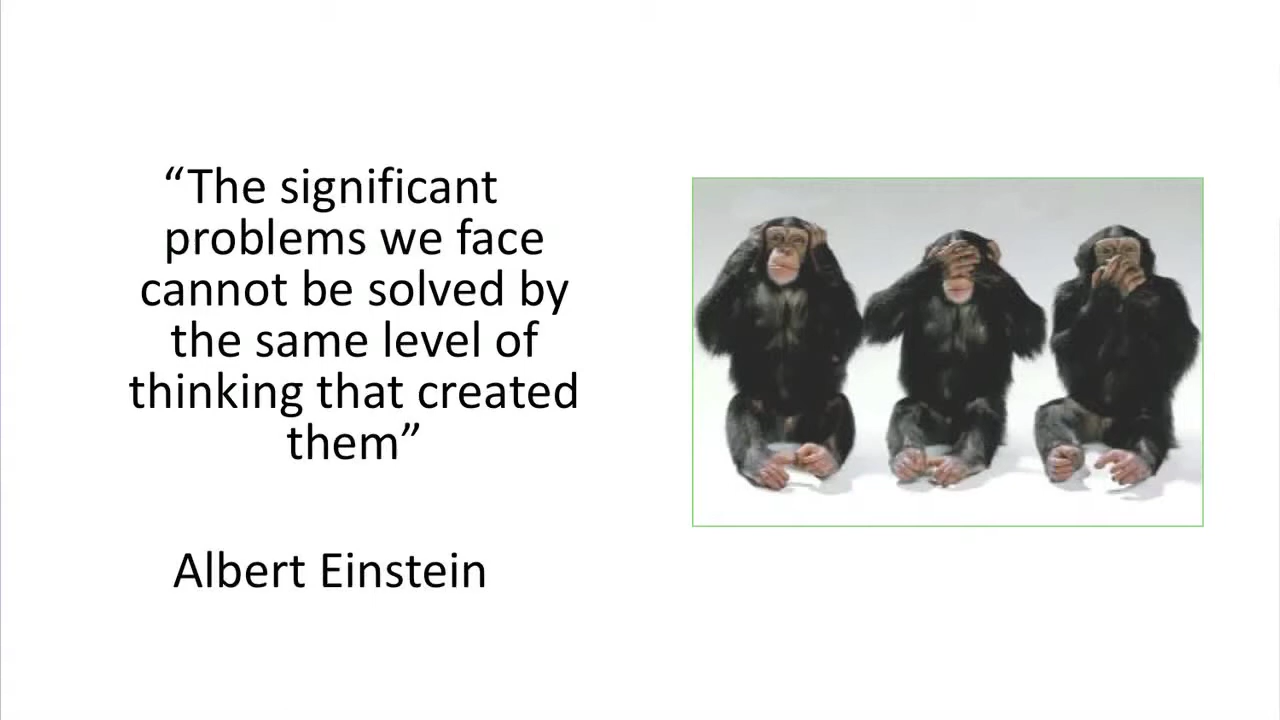 “The significant
problems we face
cannot be solved by
the same level of
thinking that created
them”
Albert Einstein